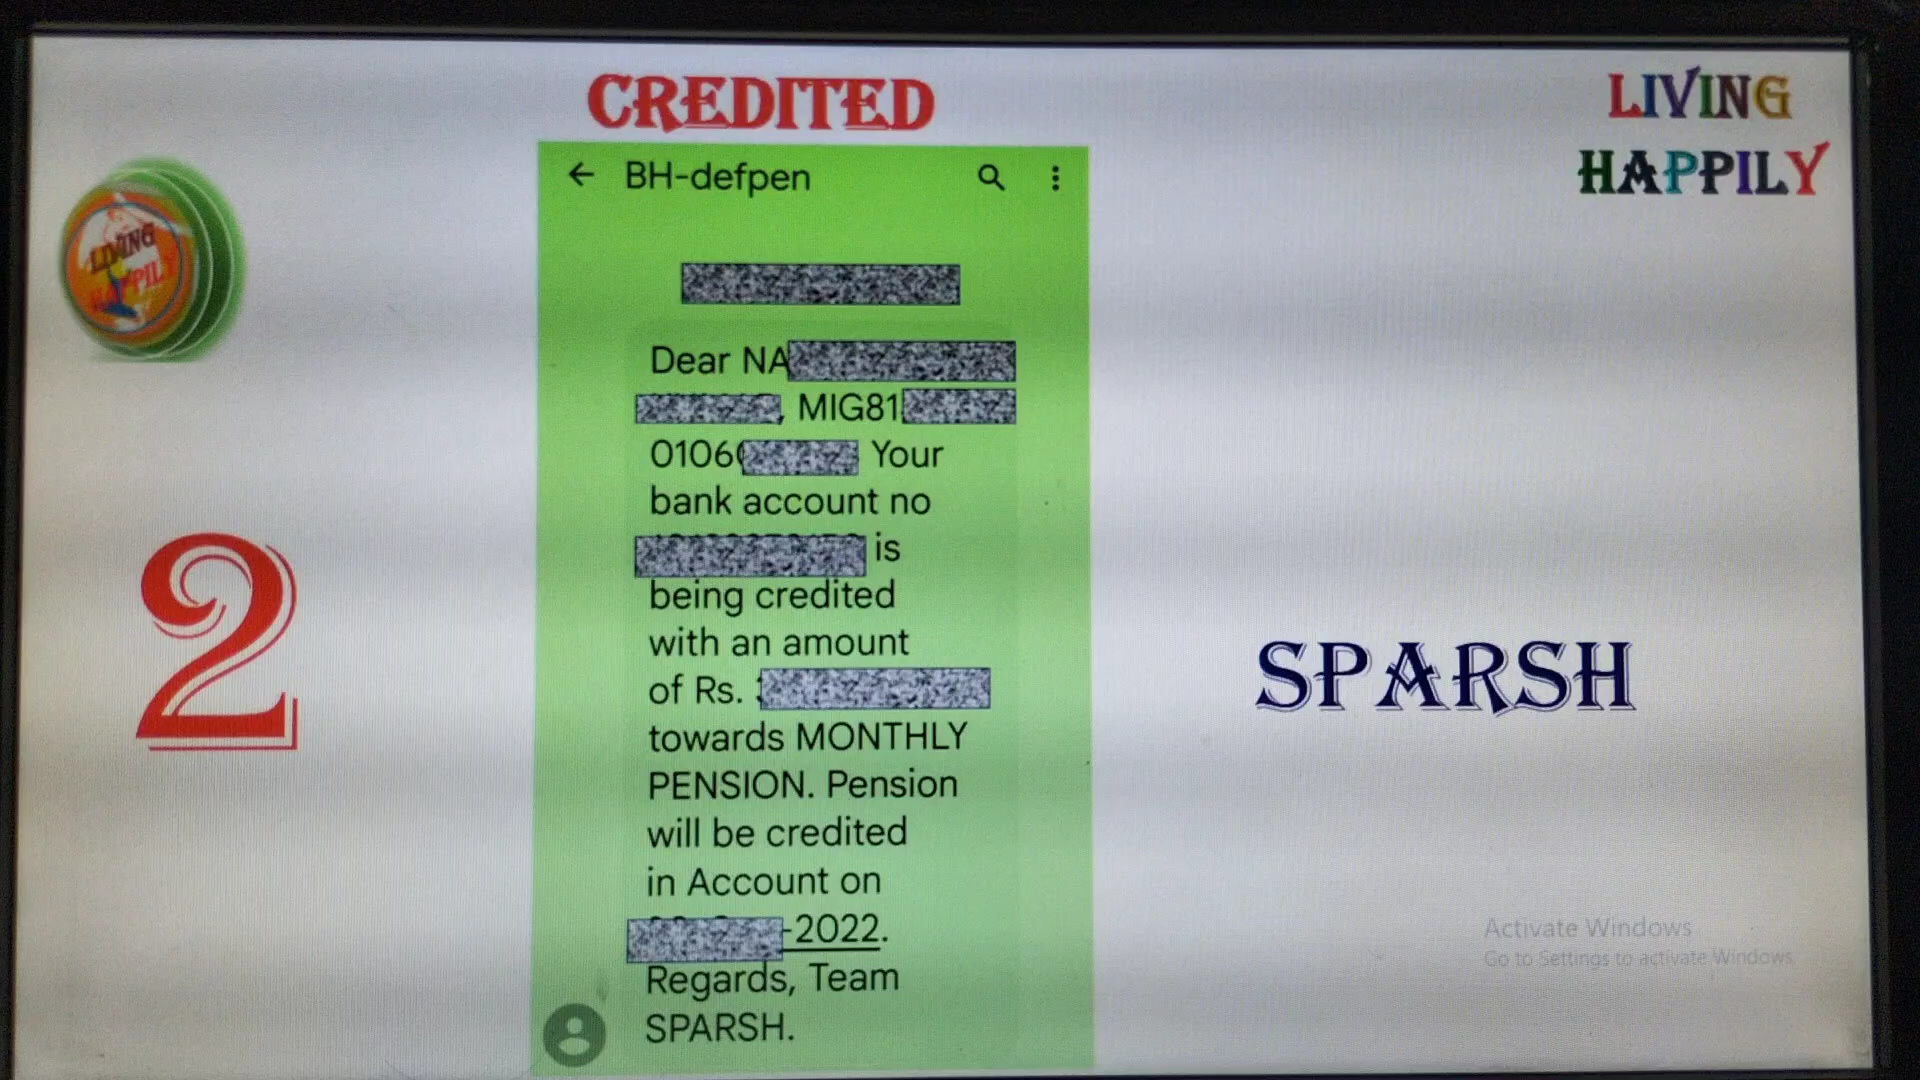 CREDITED
LIVING
HAPPILY
LIVING
HAPPILY
BH-defpen
Dear NA
, MIG81
0106
Your
bank account no
is
being credited
with an amount
of Rs.
towards MONTHLY
PENSION. Pension
will be credited
in Account on
-2022.
Regards, Team
SPARSH.
2
SPARSH
Activate Windows
Go to Settings to activate Windows.